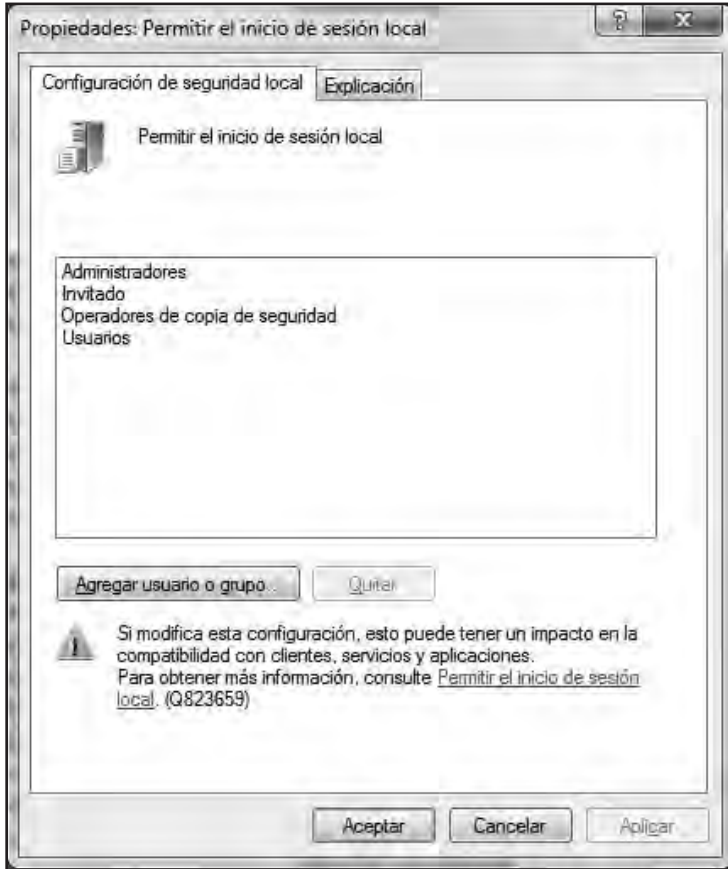 Propiedades: Permitir el inicio de sesión local
Configuración de seguridad local
Explicación
Permitir el inicio de sesión local
Administradores
Invitado
Operadores de copia de seguridad
Usuarios
Agregar usuario o grupo...
Quitar
Si modifica esta configuración, esto puede tener un impacto en la
compatibilidad con clientes, servicios y aplicaciones.
Para obtener más información, consulte Permitir el inicio de sesión
local. (Q823659)
Aceptar
Cancelar
Aplicar